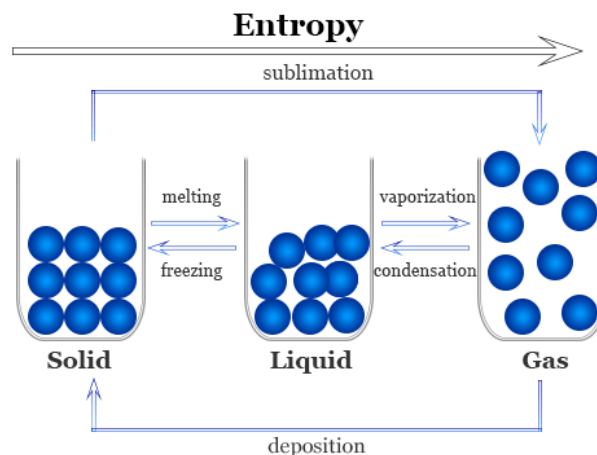 Entropy
sublimation
melting
vaporization
freezing
condensation
Solid
Liquid
Gas
deposition